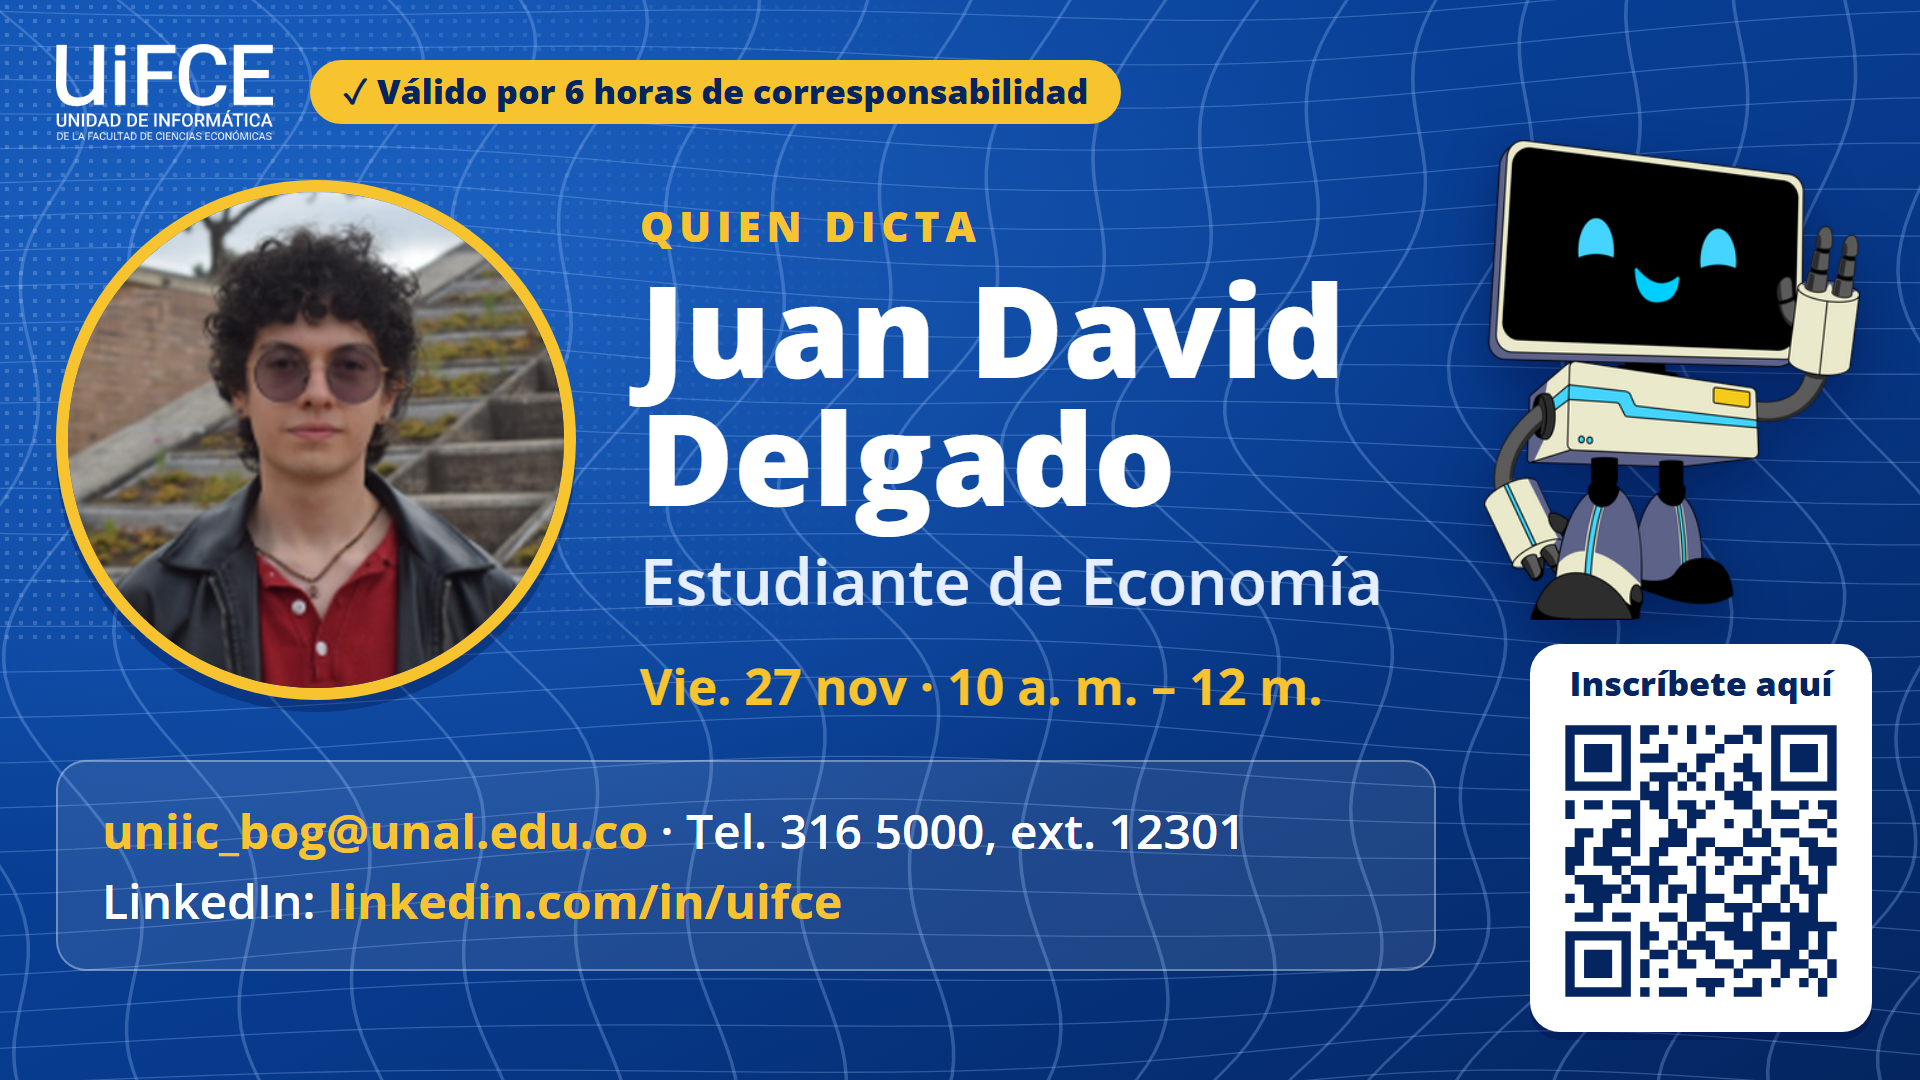 UiFCE
UNIDAD DE INFORMÁTICA
DE LA FACULTAD DE CIENCIAS ECONÓMICAS
✓ Válido por 6 horas de corresponsabilidad
QUIEN DICTA
Juan David
Delgado
Estudiante de Economía
Vie. 27 nov · 10 a. m. – 12 m.
uniic_bog@unal.edu.co · Tel. 316 5000, ext. 12301
LinkedIn: linkedin.com/in/uifce
Inscríbete aquí